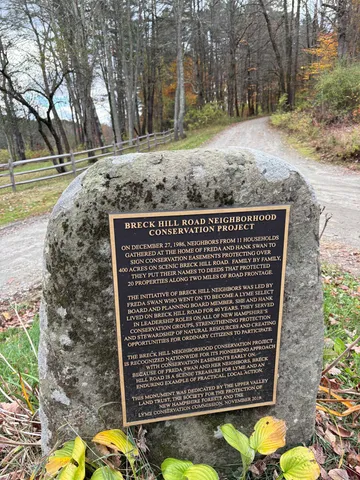 BRECK HILL ROAD NEIGHBORHOOD
CONSERVATION PROJECT
ON DECEMBER 27, 1986, NEIGHBORS FROM 11 HOUSEHOLDS
GATHERED AT THE HOME OF FREDA AND HANK SWAN TO
SIGN CONSERVATION EASEMENTS PROTECTING OVER
400 ACRES ON SCENIC BRECK HILL ROAD. FAMILY BY FAMILY,
THEY PUT THEIR NAMES TO DEEDS THAT PROTECTED
20 PROPERTIES ALONG TWO MILES OF ROAD FRONTAGE.
THE INITIATIVE OF BRECK HILL NEIGHBORS WAS LED BY
FREDA SWAN WHO WENT ON TO BECOME A LYME SELECT
BOARD AND PLANNING BOARD MEMBER. SHE AND HANK
LIVED ON BRECK HILL ROAD FOR 40 YEARS. THEY SERVED
IN LEADERSHIP ROLES ON ALL OF NEW HAMPSHIRE'S
CONSERVATION GROUPS, STRENGTHENING PROTECTION
AND STEWARDSHIP OF NATURAL RESOURCES AND CREATING
OPPORTUNITIES FOR ORDINARY CITIZENS TO PARTICIPATE.
THE BRECK HILL NEIGHBORHOOD CONSERVATION PROJECT
IS RECOGNIZED NATIONWIDE FOR ITS PIONEERING APPROACH
WITH CONSERVATION EASEMENTS EARLY ON.
BECAUSE OF FREDA SWAN AND HER NEIGHBORS, BRECK
HILL ROAD IS A SCENIC TREASURE FOR LYME AND AN
ENDURING EXAMPLE OF PRACTICAL, LOCAL ACTION.
THIS MONUMENT WAS DEDICATED BY THE UPPER VALLEY
LAND TRUST, THE SOCIETY FOR THE PROTECTION OF
NEW HAMPSHIRE FORESTS AND THE
LYME CONSERVATION COMMISSION, NOVEMBER 2018